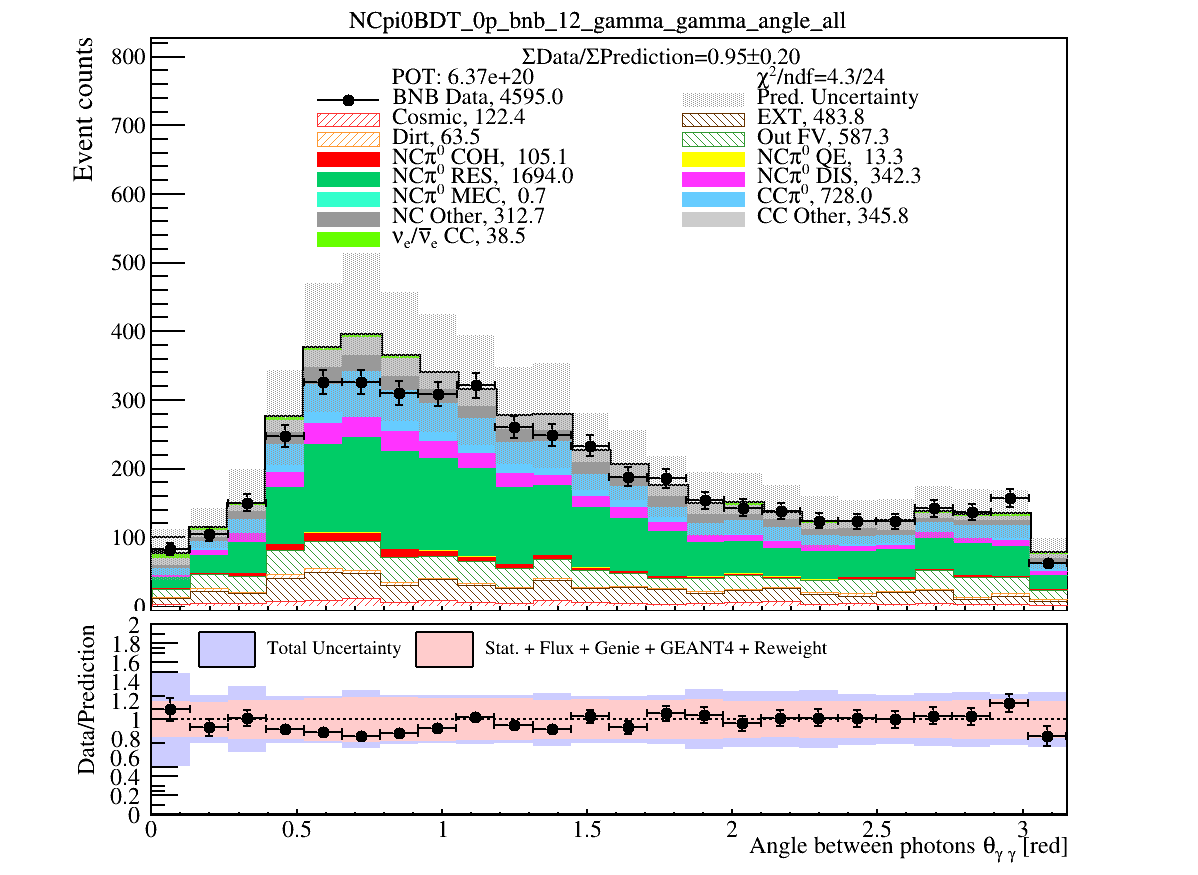 NCpi0BDT_0p_bnb_12_gamma_gamma_angle_all
ΣData/ΣPrediction=0.95±0.20
POT: 6.37e+20
χ²/ndf=4.3/24
BNB Data, 4595.0
Pred. Uncertainty
Cosmic, 122.4
EXT, 483.8
Dirt, 63.5
Out FV, 587.3
NCπ⁰ COH, 105.1
NCπ⁰ QE, 13.3
NCπ⁰ RES, 1694.0
NCπ⁰ DIS, 342.3
NCπ⁰ MEC, 0.7
CCπ⁰, 728.0
NC Other, 312.7
CC Other, 345.8
νₑ/ν̅ₑ CC, 38.5
Event counts
800
700
600
500
400
300
200
100
0
Total Uncertainty
Stat. + Flux + Genie + GEANT4 + Reweight
Data/Prediction
2
1.8
1.6
1.4
1.2
1
0.8
0.6
0.4
0.2
0
0 0.5 1 1.5 2 2.5 3
Angle between photons θγ γ [red]